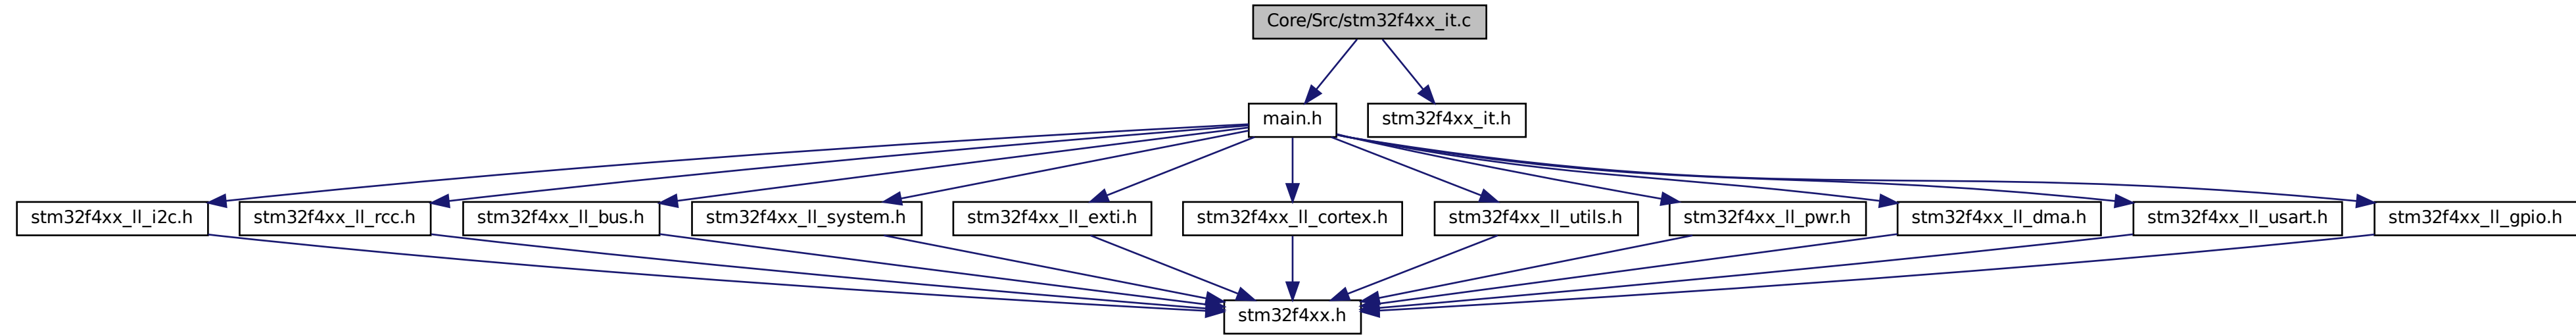 Core/Src/stm32f4xx_it.c
main.h
stm32f4xx_it.h
stm32f4xx_ll_i2c.h
stm32f4xx_ll_rcc.h
stm32f4xx_ll_bus.h
stm32f4xx_ll_system.h
stm32f4xx_ll_exti.h
stm32f4xx_ll_cortex.h
stm32f4xx_ll_utils.h
stm32f4xx_ll_pwr.h
stm32f4xx_ll_dma.h
stm32f4xx_ll_usart.h
stm32f4xx_ll_gpio.h
stm32f4xx.h